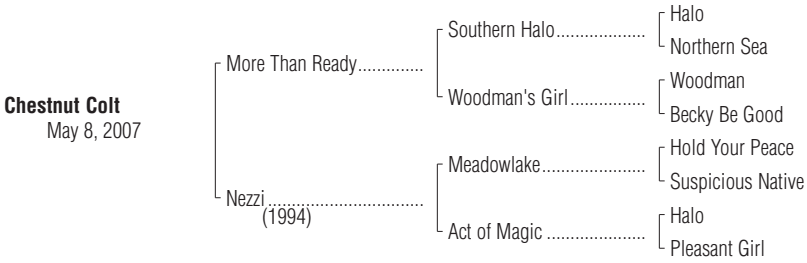 Halo
Southern Halo....................
Northern Sea
More Than Ready..............
Woodman
Woodman's Girl.................
Becky Be Good
Chestnut Colt
May 8, 2007
Hold Your Peace
Meadowlake.......................
Suspicious Native
Nezzi...................................
(1994)
Halo
Act of Magic ......................
Pleasant Girl